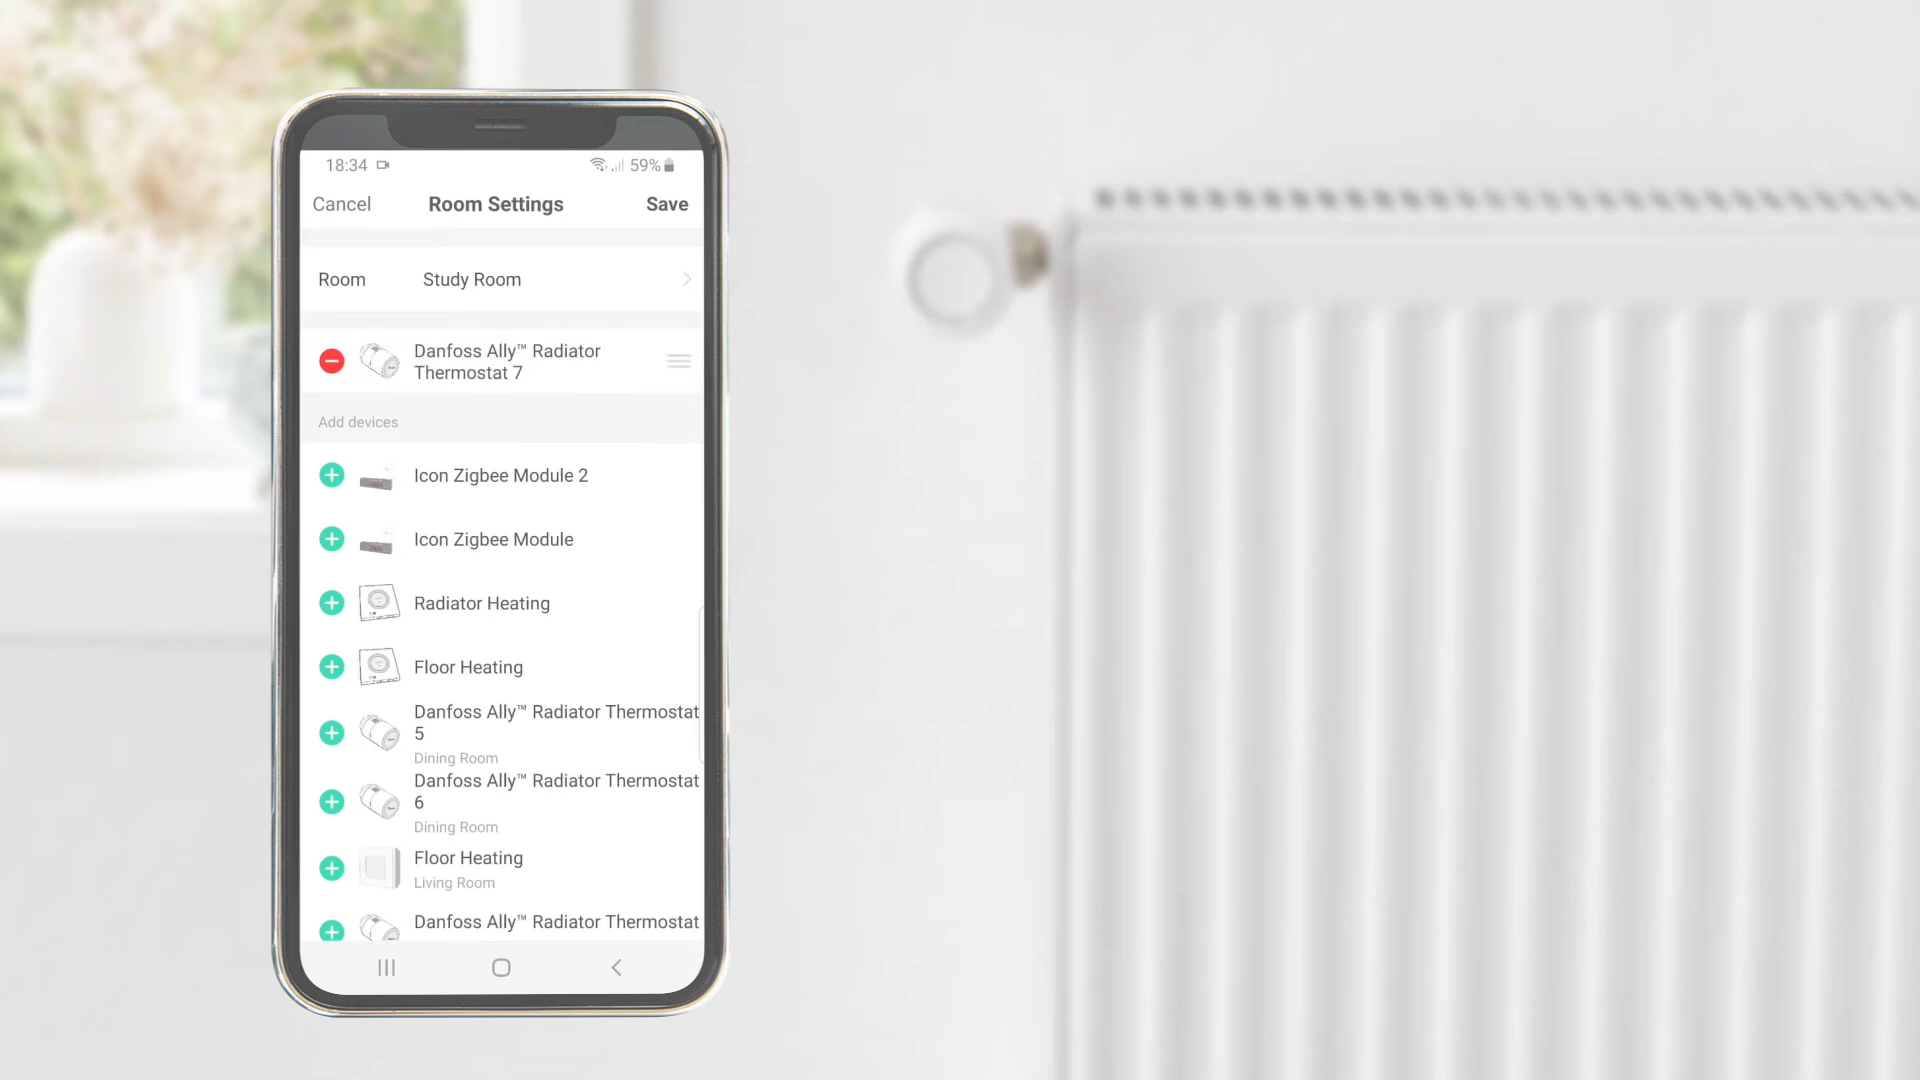 18:34 59%
Cancel Room Settings Save
Room Study Room
Danfoss Ally™ Radiator
Thermostat 7
Add devices
Icon Zigbee Module 2
Icon Zigbee Module
Radiator Heating
Floor Heating
Danfoss Ally™ Radiator Thermostat
5
Dining Room
Danfoss Ally™ Radiator Thermostat
6
Dining Room
Floor Heating
Living Room
Danfoss Ally™ Radiator Thermostat